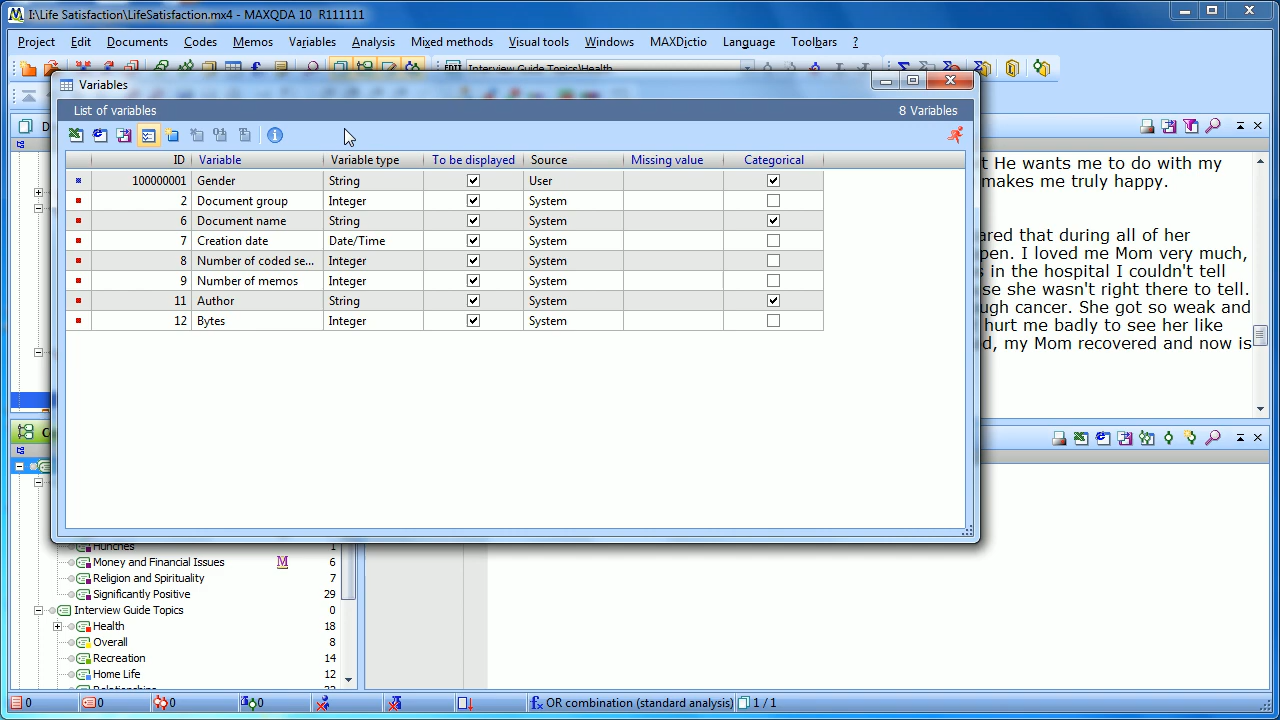 I:\Life Satisfaction\LifeSatisfaction.mx4 - MAXQDA 10 R111111
Project Edit Documents Codes Memos Variables Analysis Mixed methods Visual tools Windows MAXDictio Language Toolbars ?
Interview Guide Topics\Health
Variables
List of variables 8 Variables
ID Variable Variable type To be displayed Source Missing value Categorical
100000001 Gender String User
2 Document group Integer System
6 Document name String System
7 Creation date Date/Time System
8 Number of coded se... Integer System
9 Number of memos Integer System
11 Author String System
12 Bytes Integer System
t He wants me to do with my
makes me truly happy.
ared that during all of her
pen. I loved me Mom very much,
s in the hospital I couldn't tell
se she wasn't right there to tell.
ugh cancer. She got so weak and
hurt me badly to see her like
d, my Mom recovered and now is
Hunches 1
Money and Financial Issues M 6
Religion and Spirituality 7
Significantly Positive 29
Interview Guide Topics 0
Health 18
Overall 8
Recreation 14
Home Life 12
0 0 0 0 OR combination (standard analysis) 1 / 1